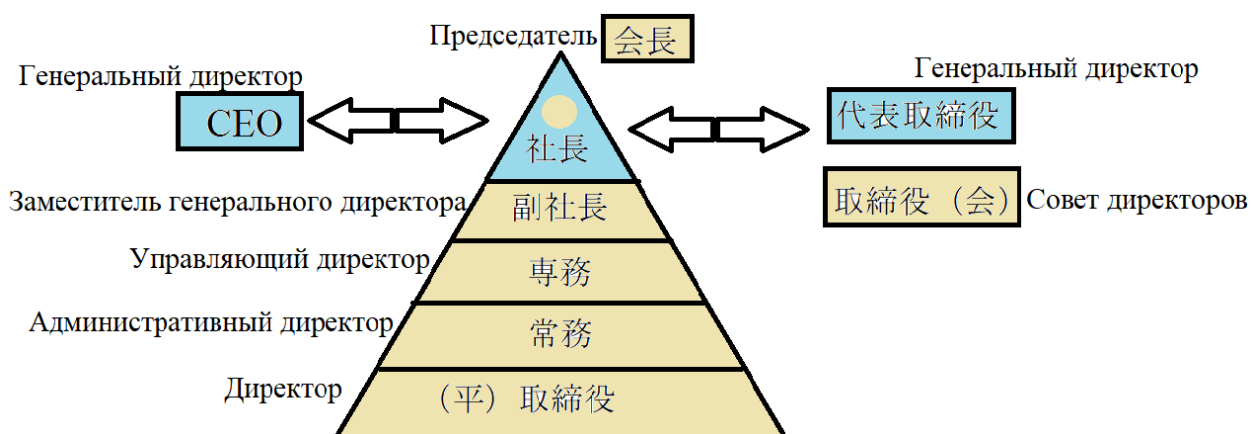 Председатель 会長
Генеральный директор
Генеральный директор
CEO
代表取締役
社長
Заместитель генерального директора
副社長
取締役（会） Совет директоров
Управляющий директор
専務
Административный директор
常務
Директор
（平）取締役